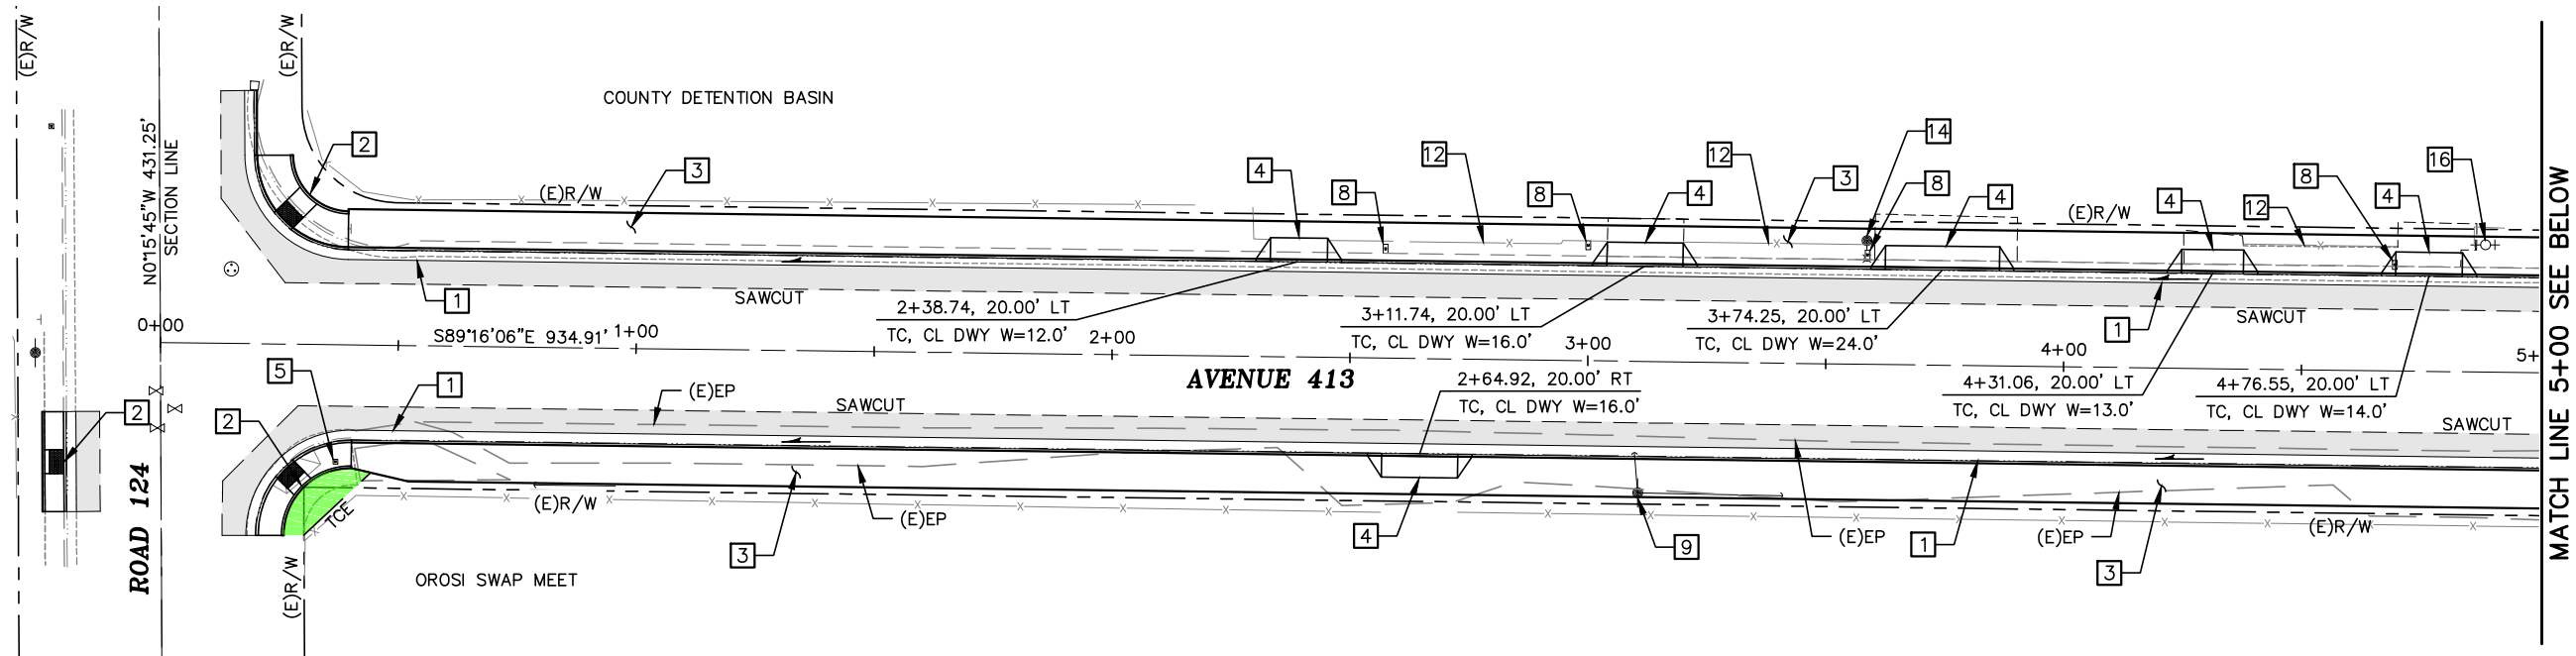 (E)R/W
(E)R/W
N0°15'45"W 431.25'
SECTION LINE
COUNTY DETENTION BASIN
2
3
(E)R/W
4
8
12
8
4
12
3
14
8
4
(E)R/W
4
12
8
4
16
1
SAWCUT
2+38.74, 20.00' LT
TC, CL DWY W=12.0'
3+11.74, 20.00' LT
TC, CL DWY W=16.0'
3+74.25, 20.00' LT
TC, CL DWY W=24.0'
1
SAWCUT
0+00
S89°16'06"E 934.91'
1+00
2+00
3+00
4+00
5+
AVENUE 413
4+31.06, 20.00' LT
TC, CL DWY W=13.0'
4+76.55, 20.00' LT
TC, CL DWY W=14.0'
2+64.92, 20.00' RT
TC, CL DWY W=16.0'
5
1
(E)EP
SAWCUT
SAWCUT
2
2
ROAD 124
TCE
(E)R/W
(E)R/W
3
(E)EP
4
9
(E)EP
1
(E)EP
3
(E)R/W
OROSI SWAP MEET
MATCH LINE 5+00 SEE BELOW